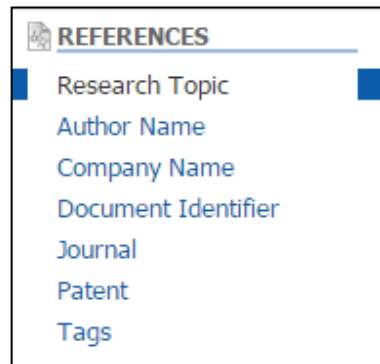 REFERENCES
Research Topic
Author Name
Company Name
Document Identifier
Journal
Patent
Tags